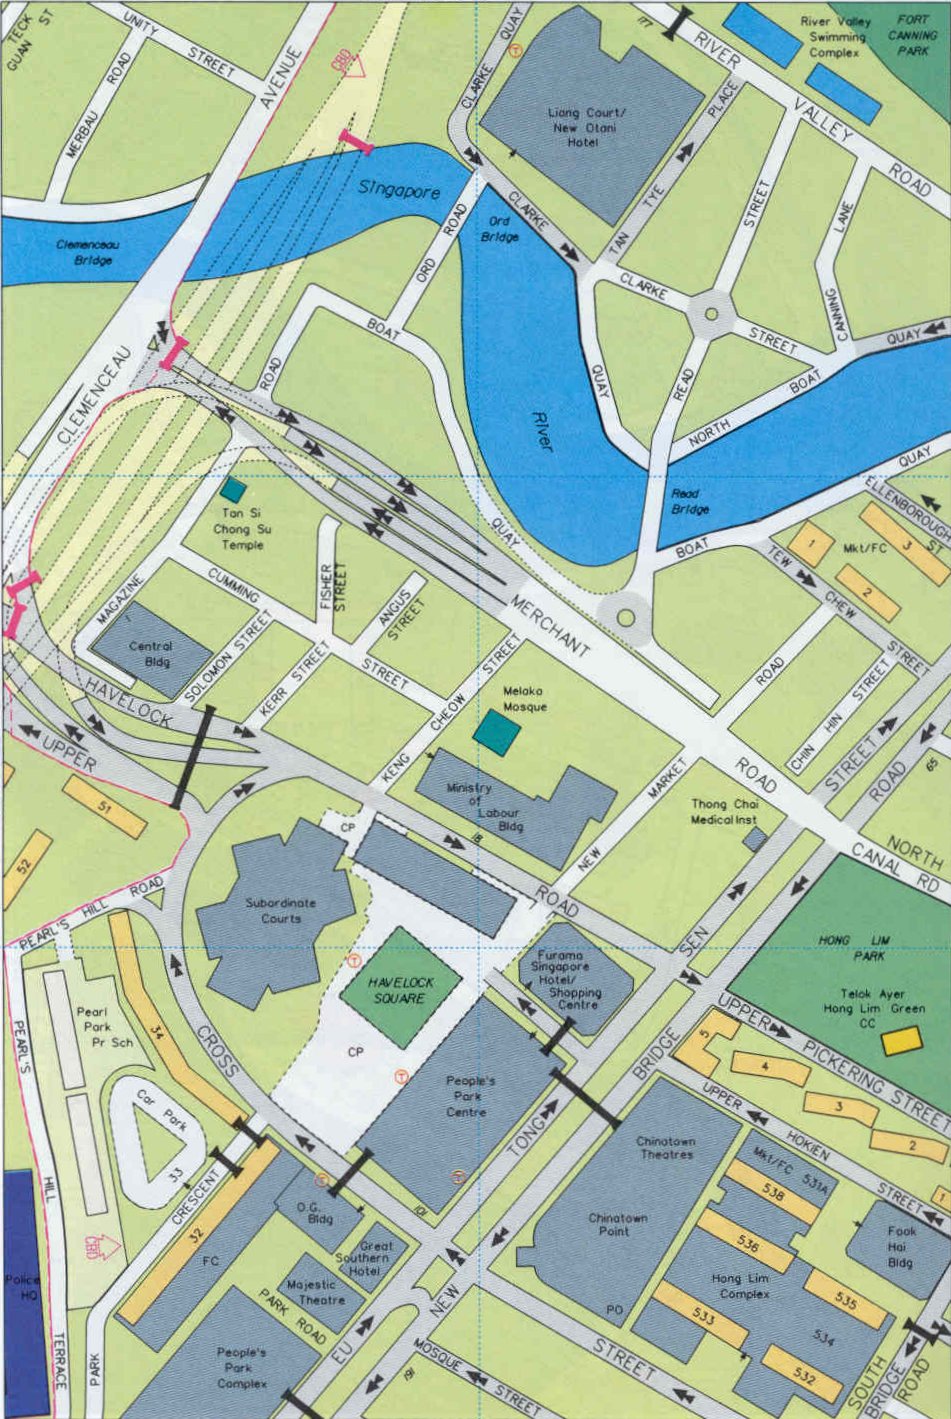 TECK
GUAN ST
UNITY
STREET
MERBAU ROAD
AVENUE
CBD
CLARKE QUAY
T
Liang Court/
New Otani
Hotel
177
RIVER
VALLEY
ROAD
River Valley
Swimming
Complex
FORT
CANNING
PARK
TAN TYE PLACE
STREET
CANNING LANE
Singapore
Clemenceau
Bridge
ORD ROAD
Ord
Bridge
CLARKE
QUAY
CLARKE
STREET
READ
NORTH BOAT QUAY
CLEMENCEAU
ROAD
BOAT
QUAY
River
Read
Bridge
BOAT
QUAY
ELLENBOROUGH
ST
Tan Si
Chong Su
Temple
1
Mkt/FC
3
2
TEW
CHEW
STREET
MAGAZINE
CUMMING
STREET
FISHER
STREET
ANGUS
STREET
MERCHANT
ROAD
Central
Bldg
SOLOMON STREET
KERR STREET
KENG CHEOW STREET
ROAD
CHIN HIN STREET
Melaka
Mosque
HAVELOCK
UPPER
51
52
Ministry
of
Labour
Bldg
18
ROAD
NEW MARKET
Thong Chai
Medical Inst
STREET
ROAD
65
NORTH
CANAL RD
CP
Subordinate
Courts
PEARL'S HILL ROAD
HAVELOCK
SQUARE
T
CP
T
Furama
Singapore
Hotel/
Shopping
Centre
SEN
HONG LIM
PARK
Telok Ayer
Hong Lim Green
CC
UPPER
PICKERING STREET
BRIDGE
5
4
3
2
1
UPPER
HOKIEN
STREET
Pearl
Park
Pr Sch
34
CROSS
PEARL'S
HILL
TERRACE
Car Park
33
People's
Park
Centre
TONG
T
Chinatown
Theatres
Chinatown
Point
PO
Mkt/FC 531A
538
536
Hong Lim
Complex
535
534
533
532
Fook
Hai
Bldg
CRESCENT
32
FC
T
O.G.
Bldg
101
Great
Southern
Hotel
Majestic
Theatre
PARK ROAD
CBD
Police
HQ
PARK
People's
Park
Complex
EU
NEW
191
MOSQUE
STREET
STREET
SOUTH
BRIDGE
ROAD